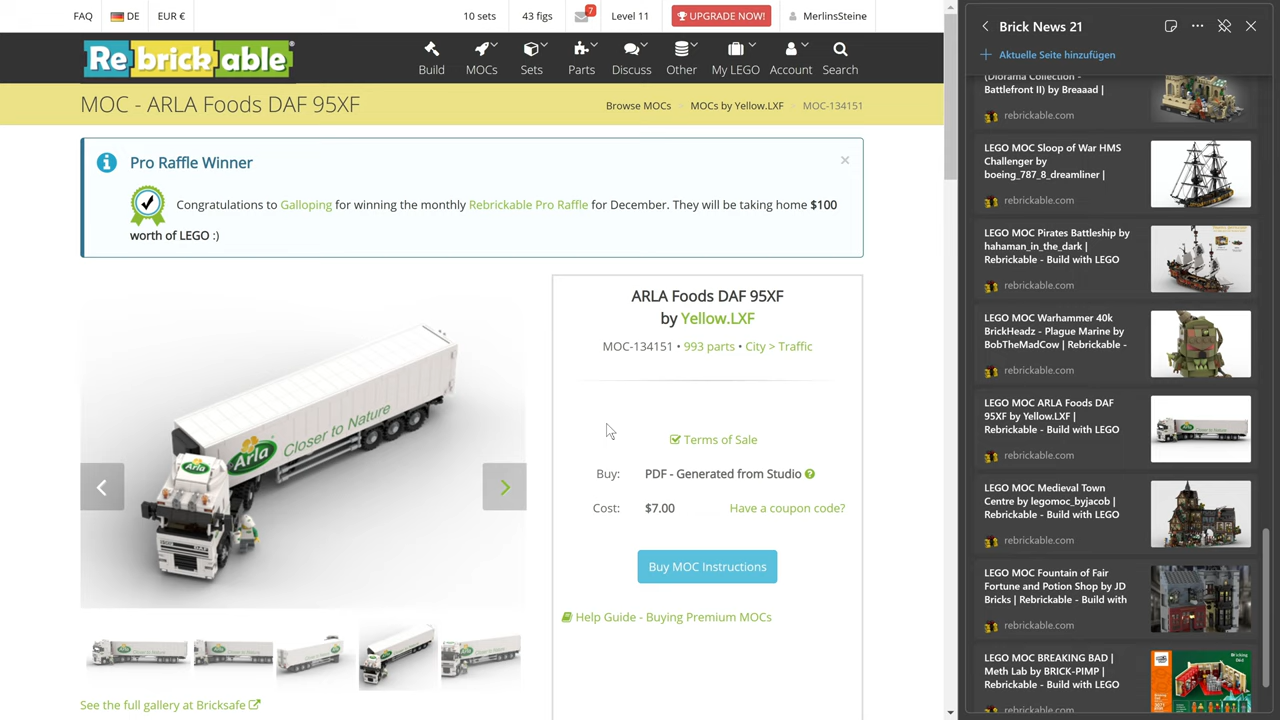 FAQ
DE
EUR €
10 sets
43 figs
7
Level 11
UPGRADE NOW!
MerlinsSteine
Rebrickable®
Build
MOCs
Sets
Parts
Discuss
Other
My LEGO
Account
Search
MOC - ARLA Foods DAF 95XF
Browse MOCs
MOCs by Yellow.LXF
MOC-134151
Pro Raffle Winner
×
Congratulations to Galloping for winning the monthly Rebrickable Pro Raffle for December. They will be taking home $100
worth of LEGO :)
Arla
Arla
Closer to Nature
DAF
ARLA Foods DAF 95XF
by Yellow.LXF
MOC-134151 • 993 parts • City > Traffic
Terms of Sale
Buy: PDF - Generated from Studio
Cost: $7.00 Have a coupon code?
Buy MOC Instructions
Help Guide - Buying Premium MOCs
See the full gallery at Bricksafe
Brick News 21
Aktuelle Seite hinzufügen
(Diorama Collection -
Battlefront II) by Breaaad |
rebrickable.com
LEGO MOC Sloop of War HMS
Challenger by
boeing_787_8_dreamliner |
rebrickable.com
LEGO MOC Pirates Battleship by
hahaman_in_the_dark |
Rebrickable - Build with LEGO
rebrickable.com
LEGO MOC Warhammer 40k
BrickHeadz - Plague Marine by
BobTheMadCow | Rebrickable -
rebrickable.com
LEGO MOC ARLA Foods DAF
95XF by Yellow.LXF |
Rebrickable - Build with LEGO
rebrickable.com
LEGO MOC Medieval Town
Centre by legomoc_byjacob |
Rebrickable - Build with LEGO
rebrickable.com
LEGO MOC Fountain of Fair
Fortune and Potion Shop by JD
Bricks | Rebrickable - Build with
rebrickable.com
LEGO MOC BREAKING BAD |
Meth Lab by BRICK-PIMP |
Rebrickable - Build with LEGO
rebrickable.com